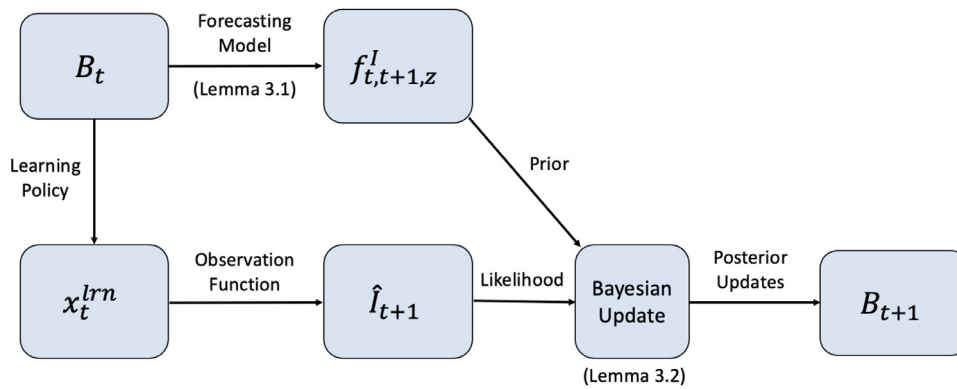 B_t
Forecasting
Model
(Lemma 3.1)
f^I_{t,t+1,z}
Learning
Policy
Prior
x_t^{lrn}
Observation
Function
Î_{t+1}
Likelihood
Bayesian
Update
(Lemma 3.2)
Posterior
Updates
B_{t+1}